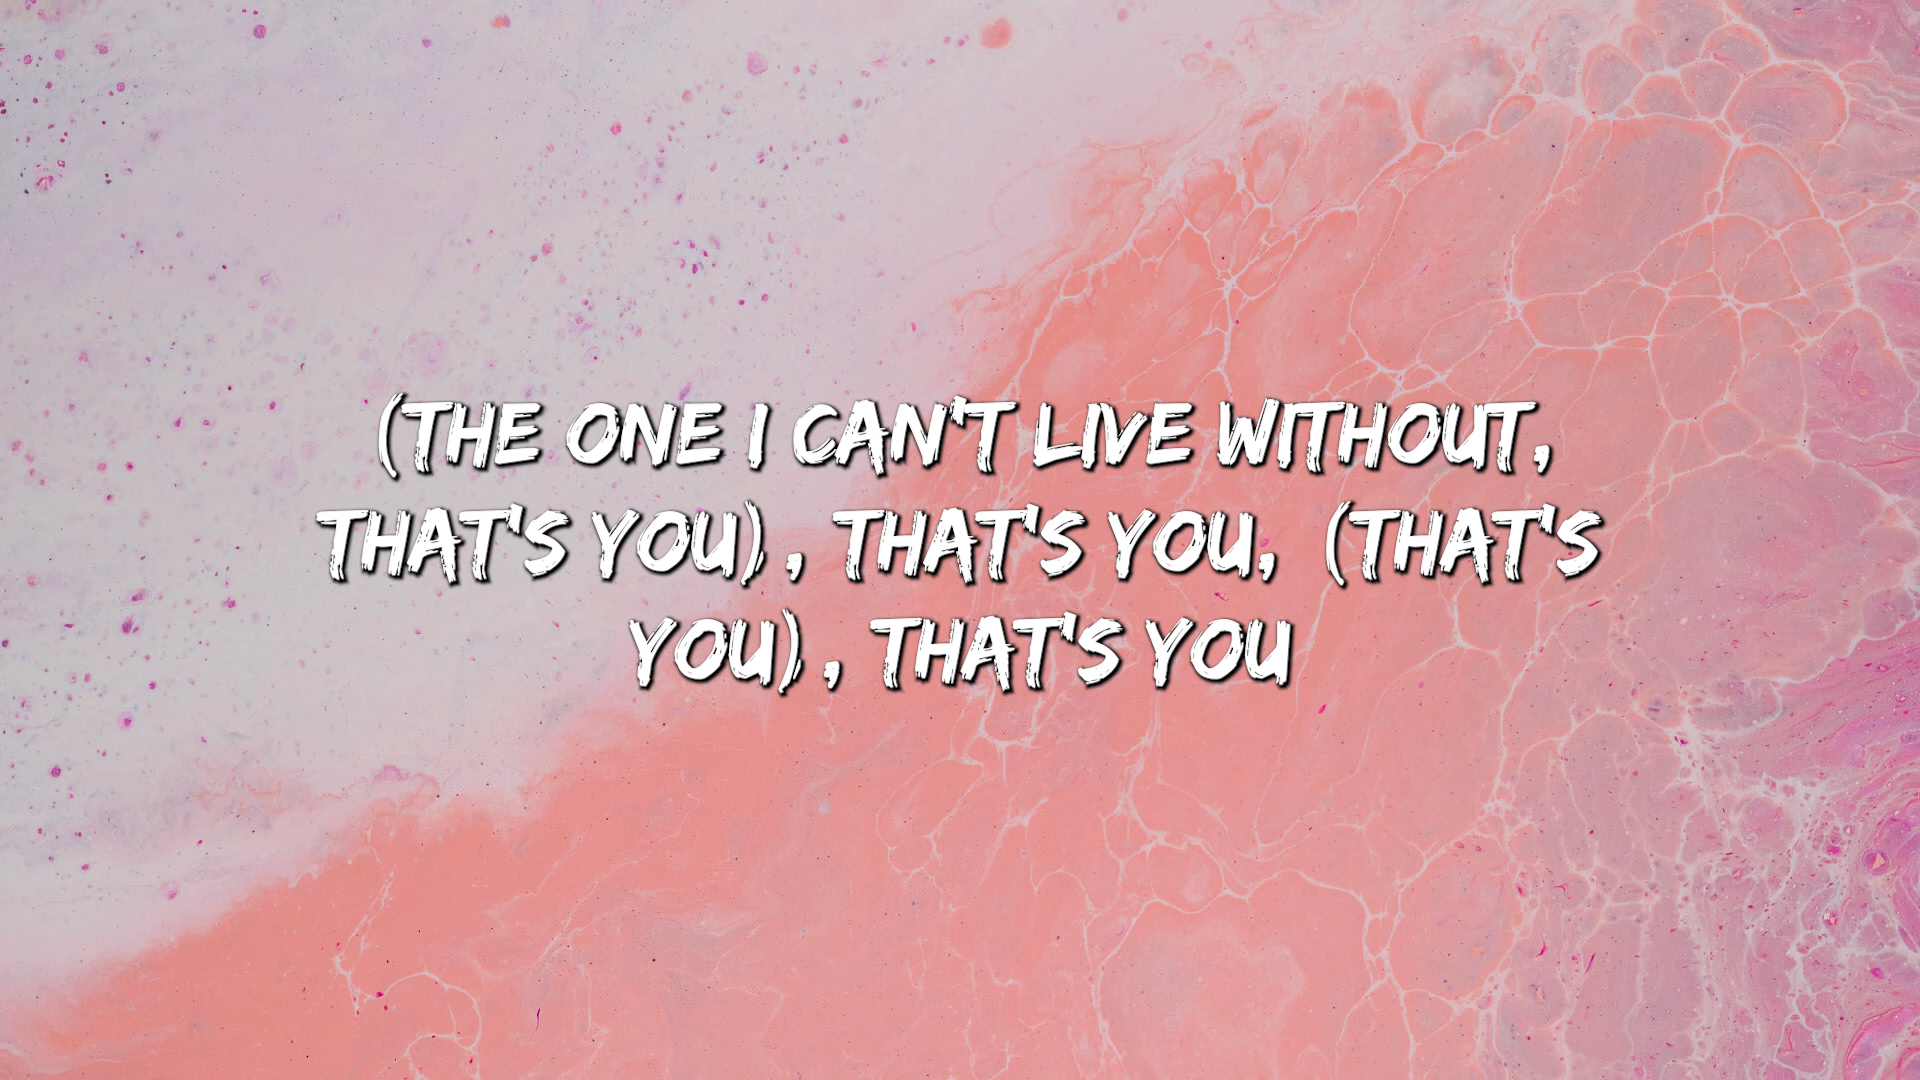 (THE ONE I CAN'T LIVE WITHOUT,
THAT'S YOU), THAT'S YOU, (THAT'S
YOU), THAT'S YOU